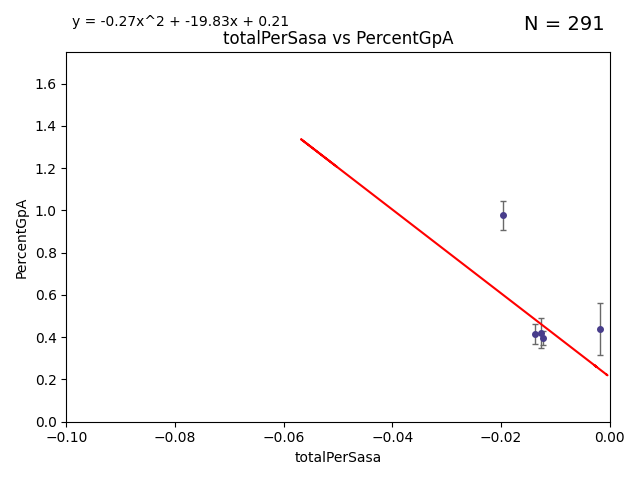 y = -0.27x^2 + -19.83x + 0.21
N = 291
totalPerSasa vs PercentGpA
PercentGpA
1.6
1.4
1.2
1.0
0.8
0.6
0.4
0.2
0.0
−0.10 −0.08 −0.06 −0.04 −0.02 0.00
totalPerSasa